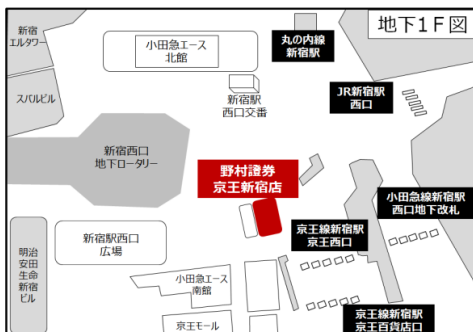 地下1F図
新宿
エルタワー
小田急エース
北館
丸の内線
新宿駅
スバルビル
新宿駅
西口交番
JR新宿駅
西口
新宿西口
地下ロータリー
野村證券
京王新宿店
小田急線新宿駅
西口地下改札
京王線新宿駅
京王西口
新宿駅西口
広場
明治
安田
生命
新宿
ビル
小田急エース
南館
京王モール
京王線新宿駅
京王百貨店口